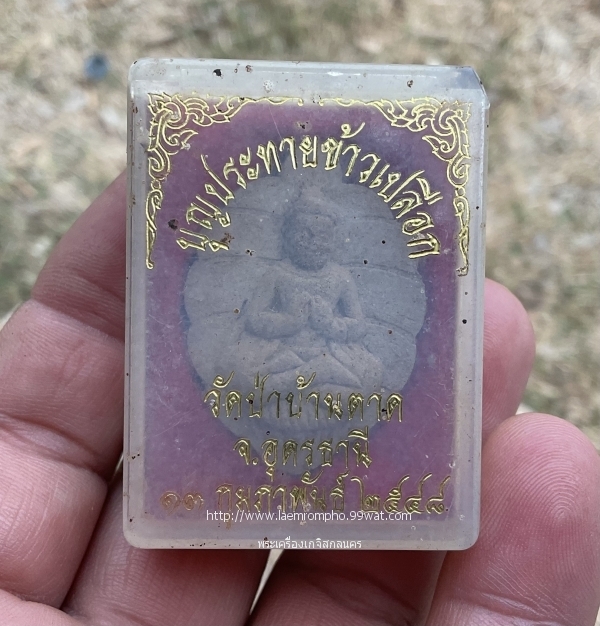 บุญประทายข้าวเปลือก
วัดป่าบ้านตาด
จ.อุดรธานี
๑๓ กุมภาพันธ์ ๒๕๔๘
http://www.laemjompho.99wat.com
พระเครื่องเกจิสกลนคร